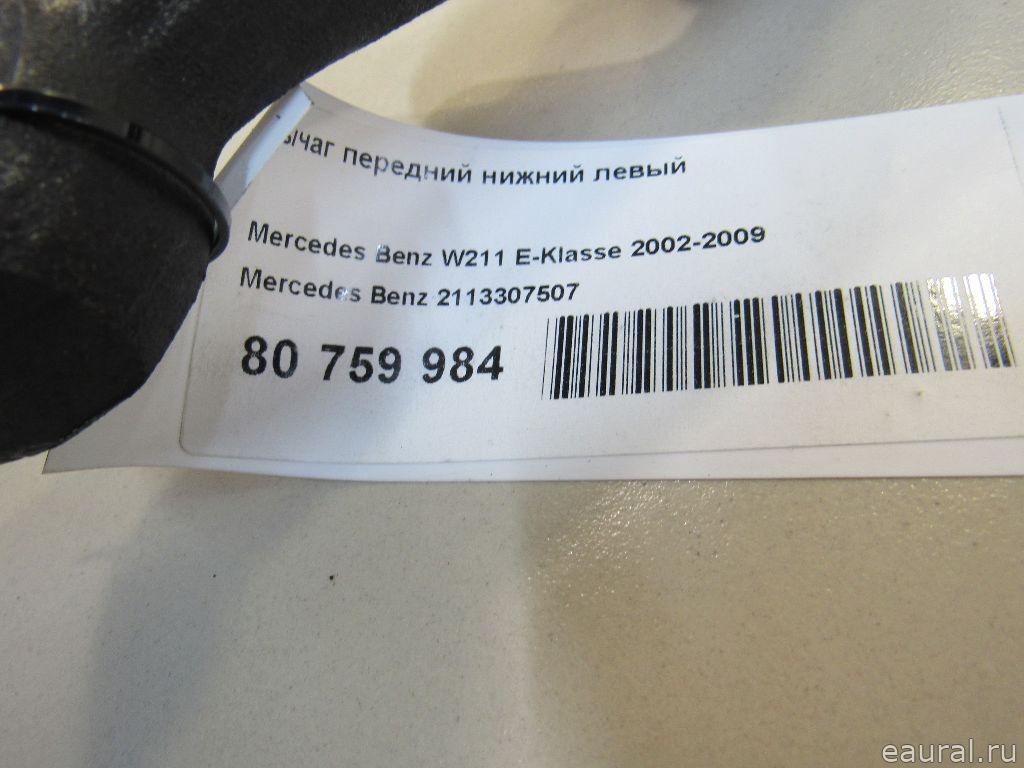 ычаг передний нижний левый
Mercedes Benz W211 E-Klasse 2002-2009
Mercedes Benz 2113307507
80 759 984
eaural.ru